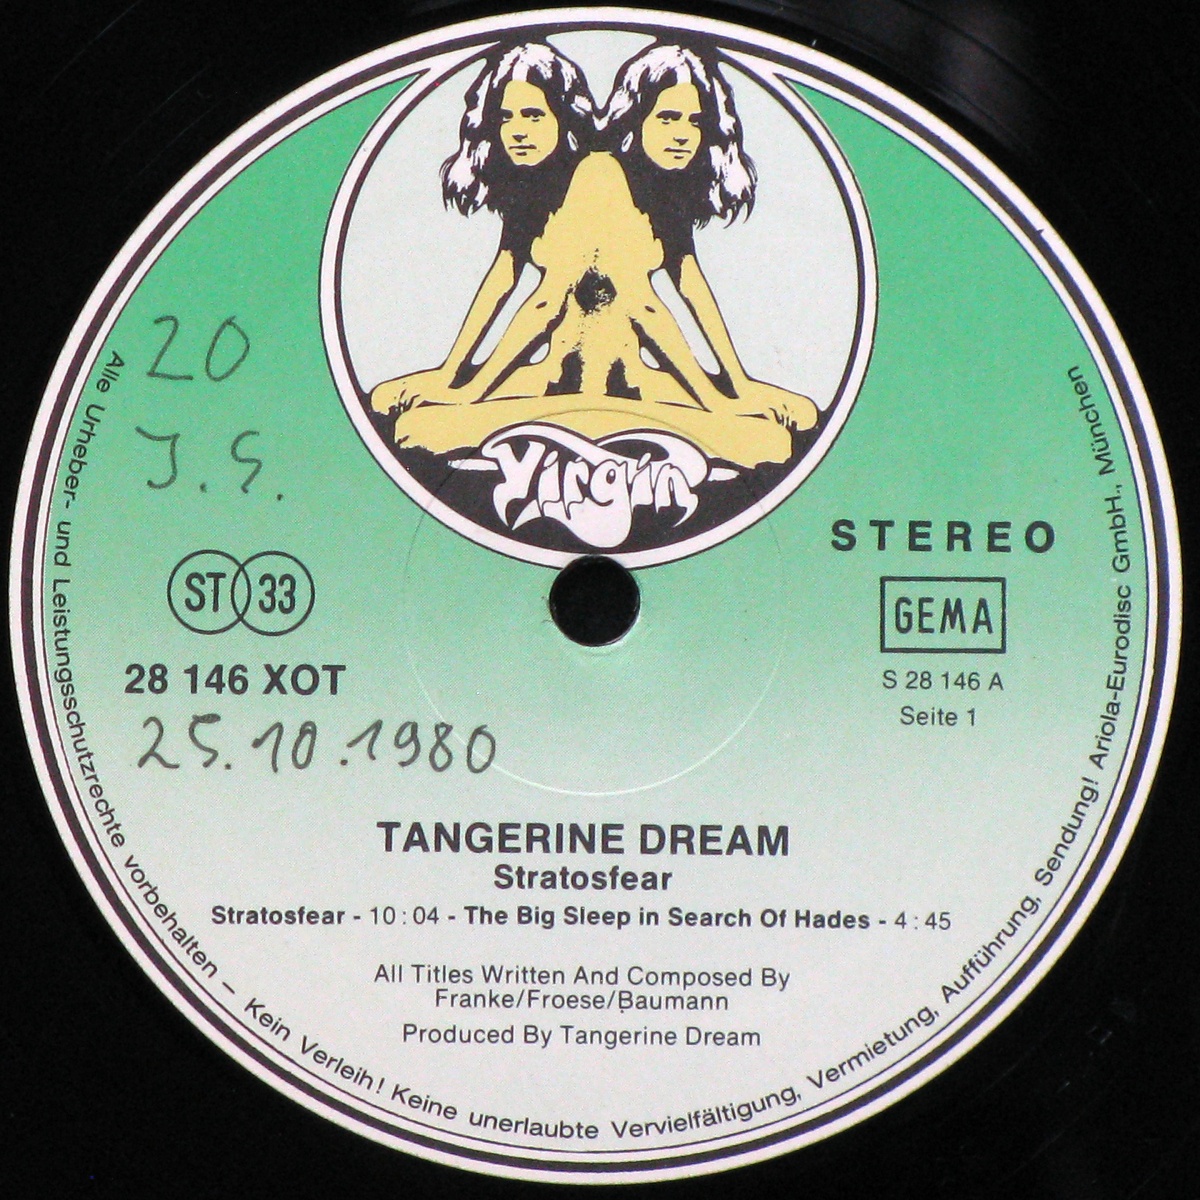 Virgin
20
J. S.
ST 33
28 146 XOT
25.10.1980
STEREO
GEMA
S 28 146 A
Seite 1
TANGERINE DREAM
Stratosfear
Stratosfear - 10:04 - The Big Sleep in Search Of Hades - 4:45
All Titles Written And Composed By
Franke/Froese/Baumann
Produced By Tangerine Dream
Alle Urheber- und Leistungsschutzrechte vorbehalten – Kein Verleih! Keine unerlaubte Vervielfältigung, Vermietung, Aufführung, Sendung! Ariola-Eurodisc GmbH., München